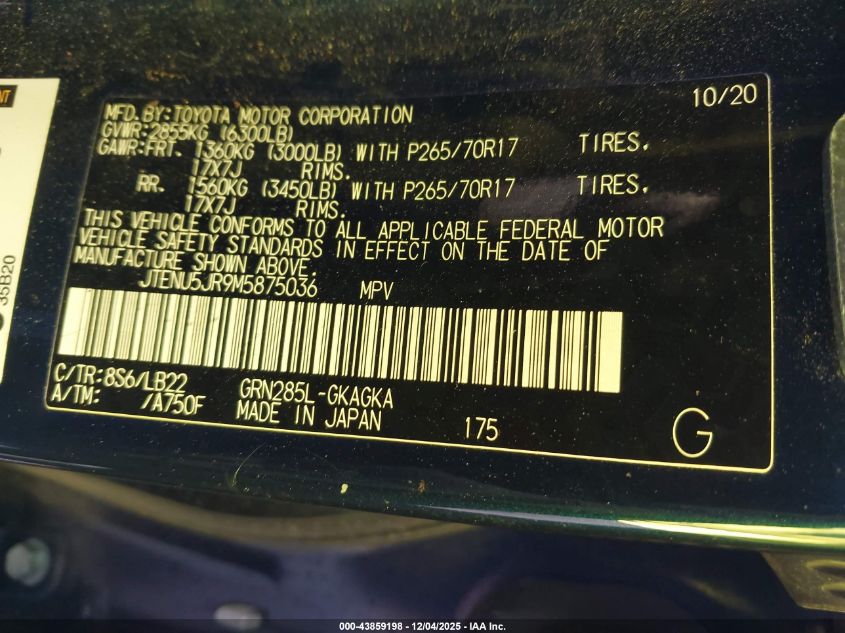 NT
35B20
10/20
MFD.BY:TOYOTA MOTOR CORPORATION
GVWR:2855KG (6300LB)
GAWR:FRT. 1360KG (3000LB) WITH P265/70R17 TIRES.
17X7J RIMS.
RR. 1560KG (3450LB) WITH P265/70R17 TIRES.
17X7J RIMS.
THIS VEHICLE CONFORMS TO ALL APPLICABLE FEDERAL MOTOR
VEHICLE SAFETY STANDARDS IN EFFECT ON THE DATE OF
MANUFACTURE SHOWN ABOVE.
JTENU5JR9M5875036 MPV
C/TR:8S6/LB22 GRN285L-GKAGKA
A/TM: /A750F MADE IN JAPAN 175 G
000-43859198 - 12/04/2025 - IAA Inc.